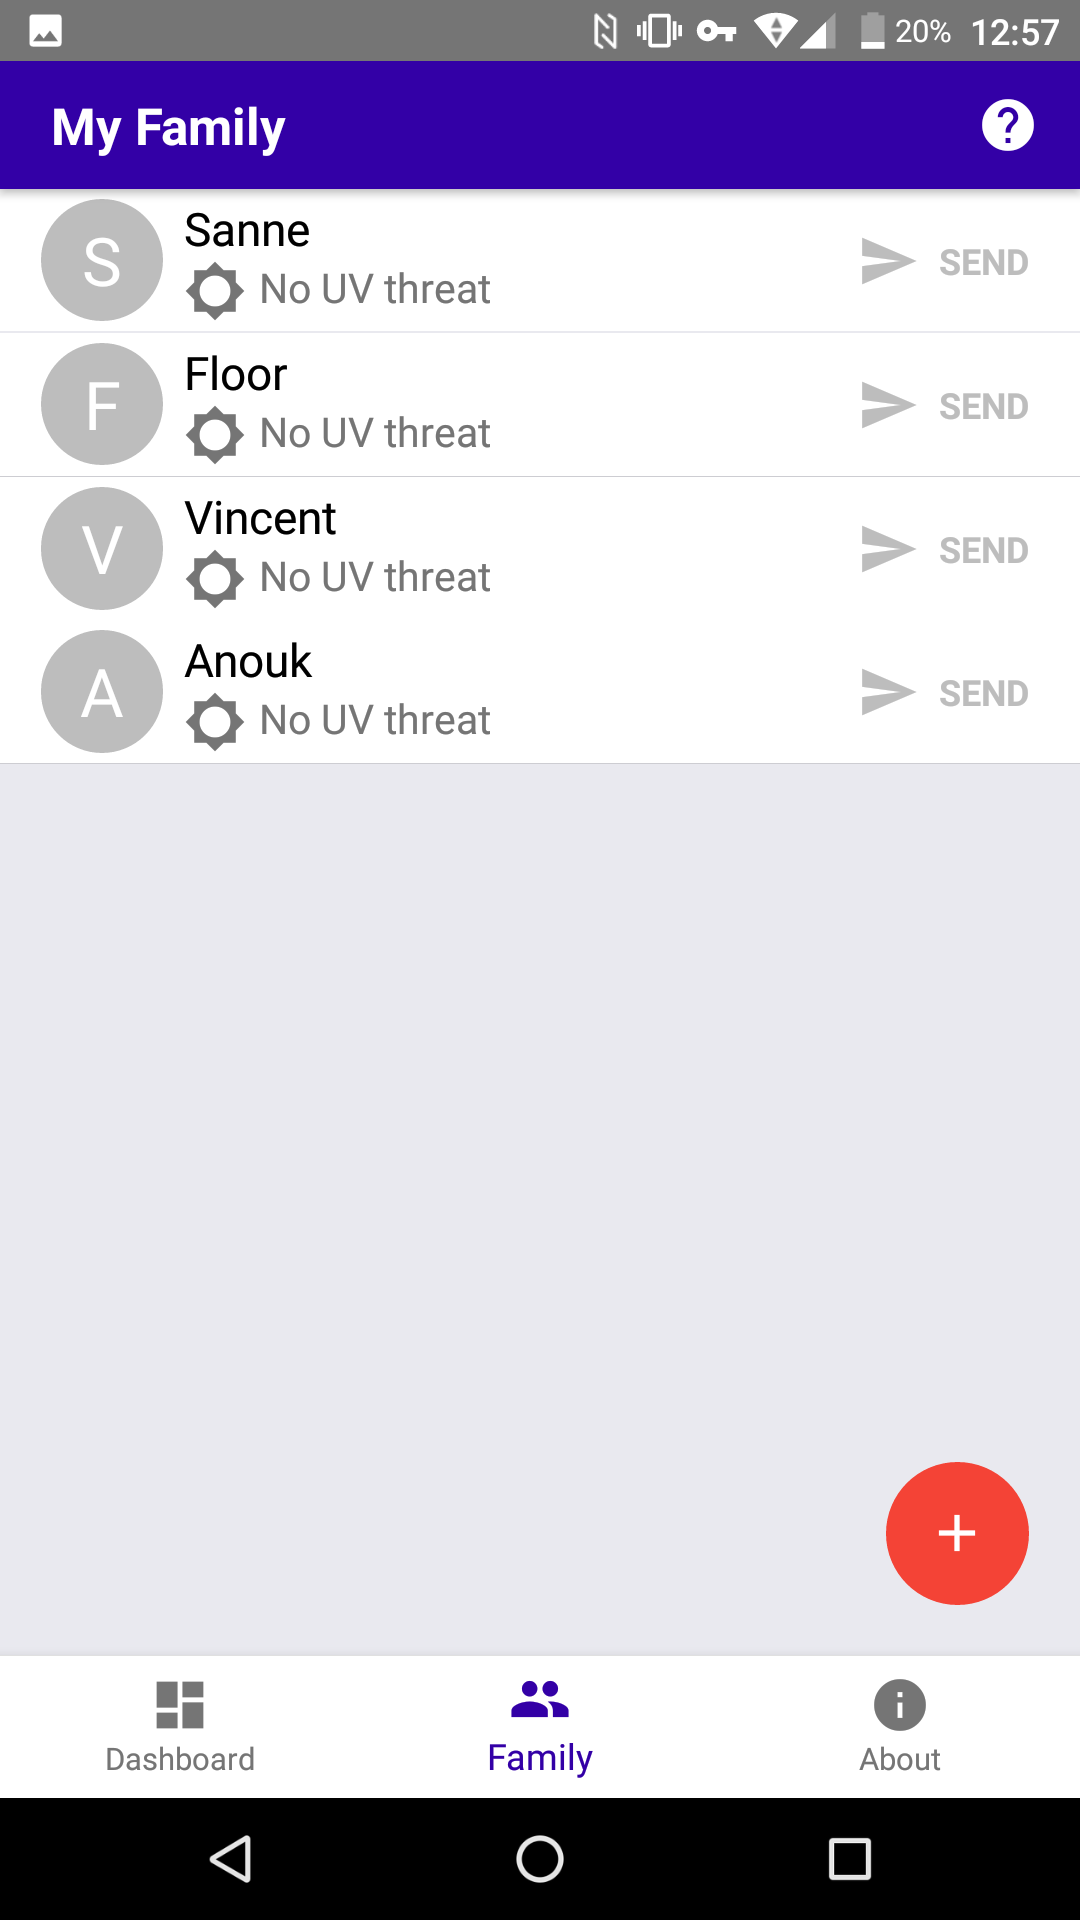 20% 12:57
My Family
S
Sanne
No UV threat
SEND
F
Floor
No UV threat
SEND
V
Vincent
No UV threat
SEND
A
Anouk
No UV threat
SEND
Dashboard
Family
About